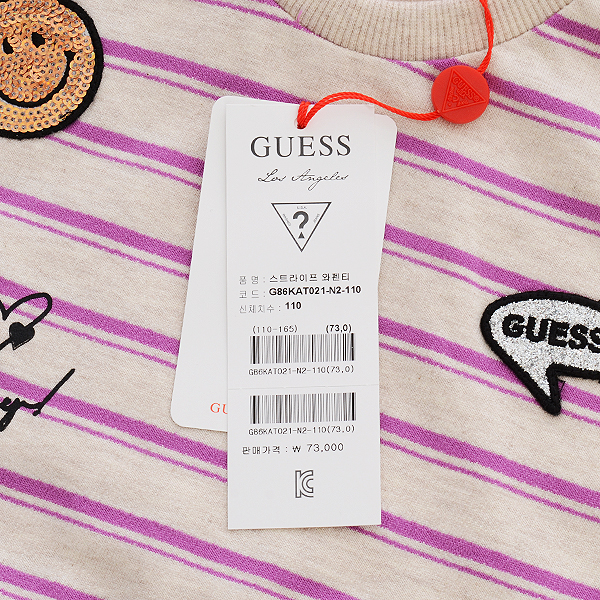 GUESS
Los Angeles
?
품 명 : 스트라이프 와펜티
코 드 : G86KAT021-N2-110
신체치수 : 110
(110-165) (73,0)
G86KAT021-N2-110(73,0)
G86KAT021-N2-110(73,0)
판매가격 : ₩ 73,000
GU
GUESS